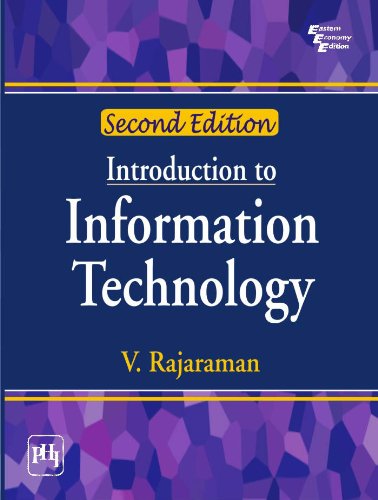 Eastern
Economy
Edition
Second Edition
Introduction to
Information
Technology
V. Rajaraman
PHI